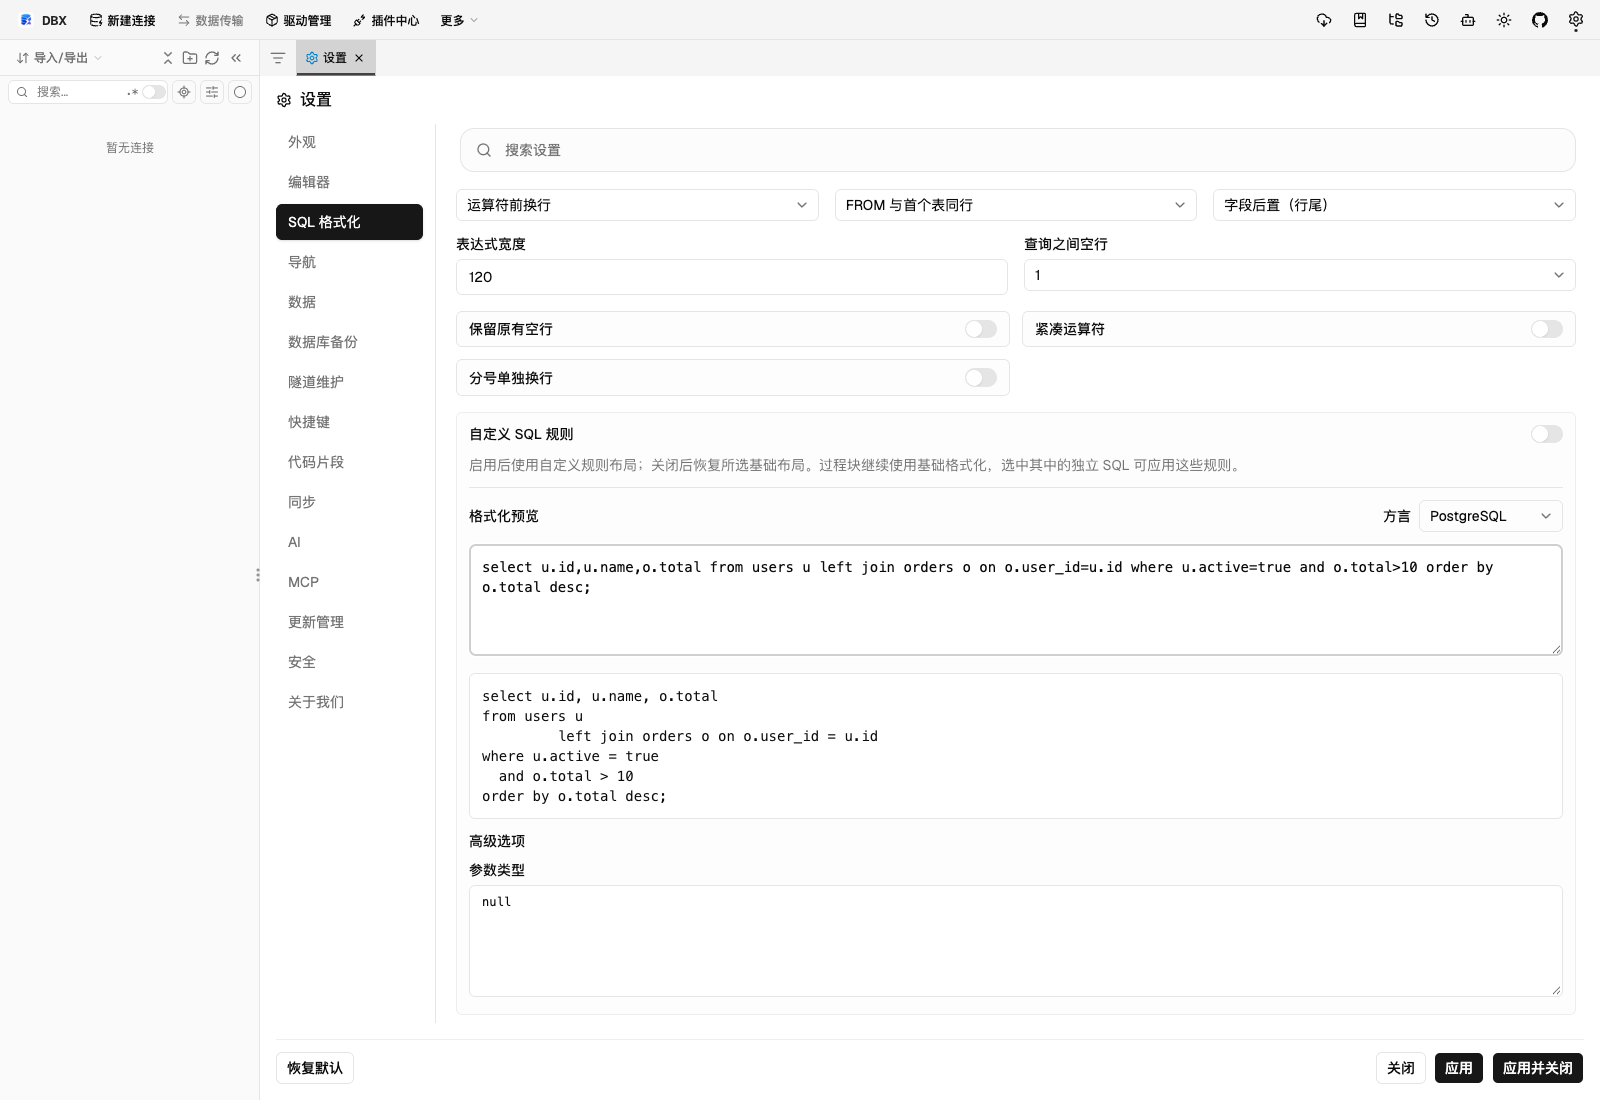 DBX
新建连接
数据传输
驱动管理
插件中心
更多
导入/导出
设置
搜索...
.*
暂无连接
设置
外观
编辑器
SQL 格式化
导航
数据
数据库备份
隧道维护
快捷键
代码片段
同步
AI
MCP
更新管理
安全
关于我们
搜索设置
运算符前换行
FROM 与首个表同行
字段后置（行尾）
表达式宽度
查询之间空行
120
1
保留原有空行
紧凑运算符
分号单独换行
自定义 SQL 规则
启用后使用自定义规则布局；关闭后恢复所选基础布局。过程块继续使用基础格式化，选中其中的独立 SQL 可应用这些规则。
格式化预览
方言
PostgreSQL
select u.id,u.name,o.total from users u left join orders o on o.user_id=u.id where u.active=true and o.total>10 order by
o.total desc;
select u.id, u.name, o.total
from users u
         left join orders o on o.user_id = u.id
where u.active = true
  and o.total > 10
order by o.total desc;
高级选项
参数类型
null
恢复默认
关闭
应用
应用并关闭